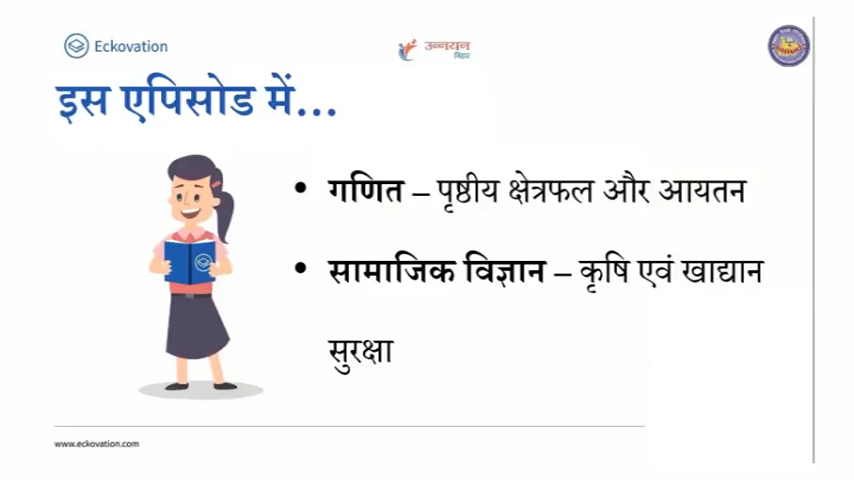 Eckovation
उन्नयन
बिहार
इस एपिसोड में...
• गणित – पृष्ठीय क्षेत्रफल और आयतन
• सामाजिक विज्ञान – कृषि एवं खाद्यान
सुरक्षा
www.eckovation.com